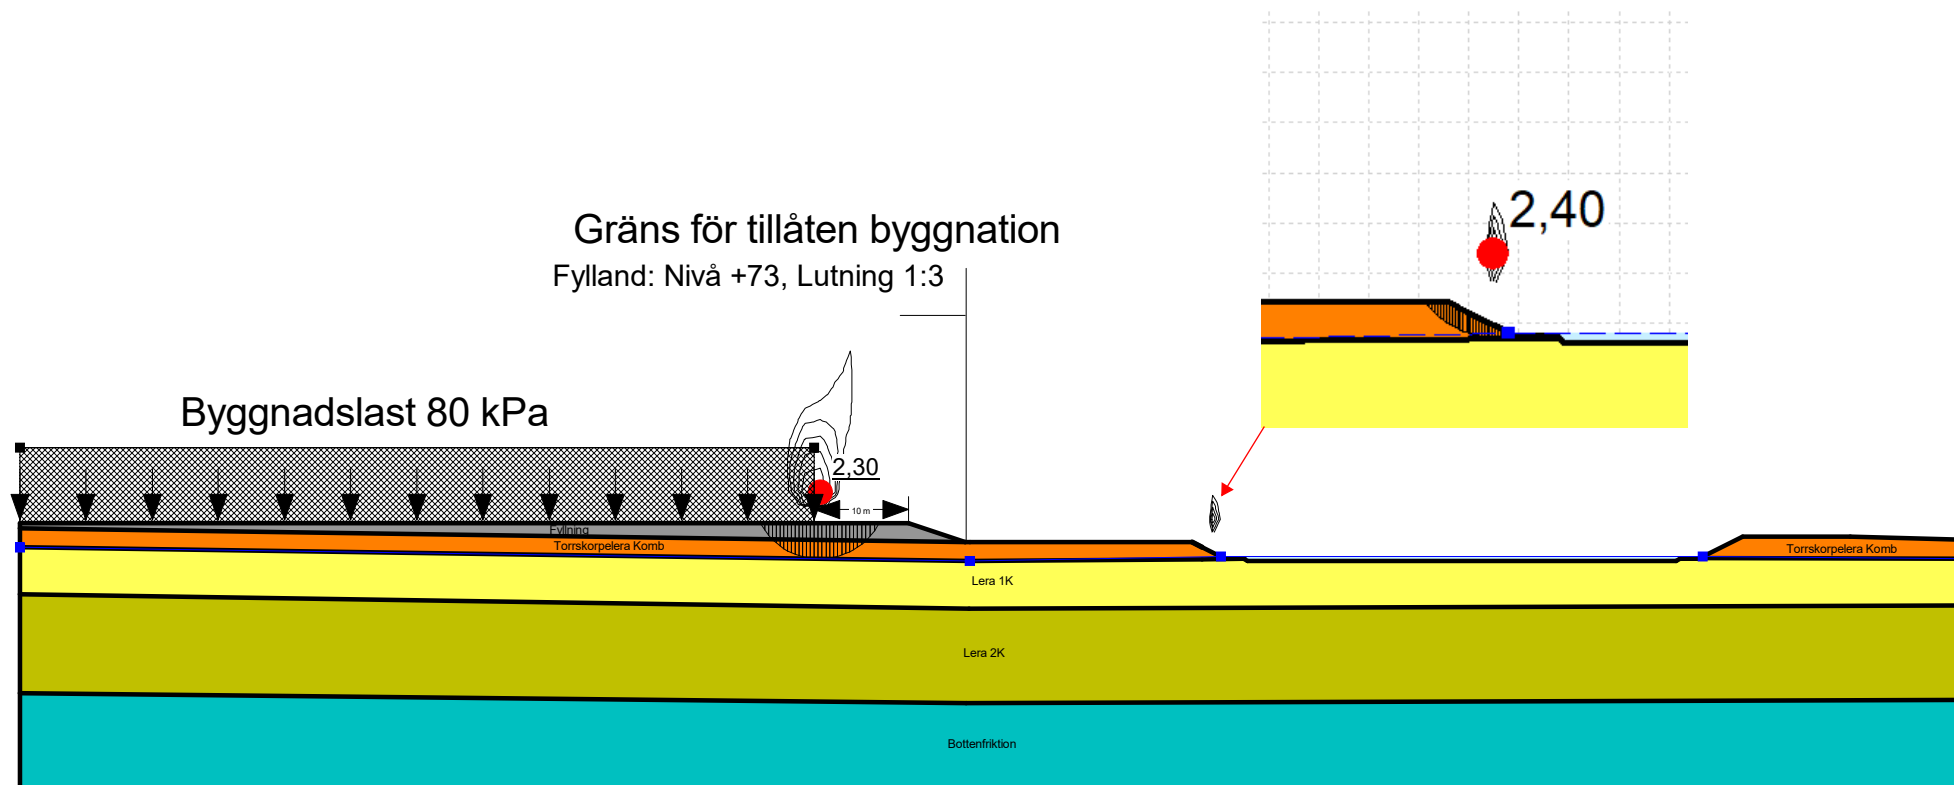 Gräns för tillåten byggnation
Fylland: Nivå +73, Lutning 1:3
2,40
Byggnadslast 80 kPa
2,30
10 m
Fyllning
Torrskorpelera Komb
Torrskorpelera Komb
Lera 1K
Lera 2K
Bottenfriktion